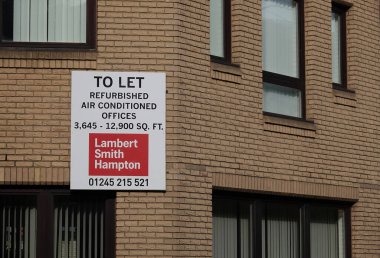 TO LET
REFURBISHED
AIR CONDITIONED
OFFICES
3,645 - 12,900 SQ. FT.
Lambert
Smith
Hampton
01245 215 521